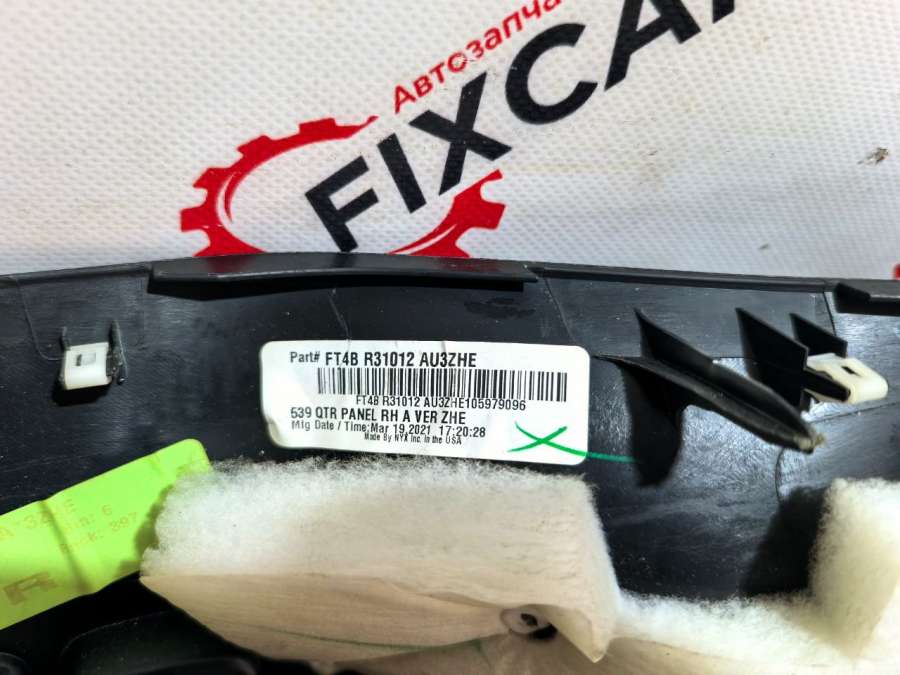 Автозапча
FIXCAR
Part# FT4B R31012 AU3ZHE
FT4B R31012 AU3ZHE105979096
539 QTR PANEL RH A VER ZHE
Mfg Date / Time:Mar 19,2021 17:20:28
Made By NYX Inc. in the USA
R